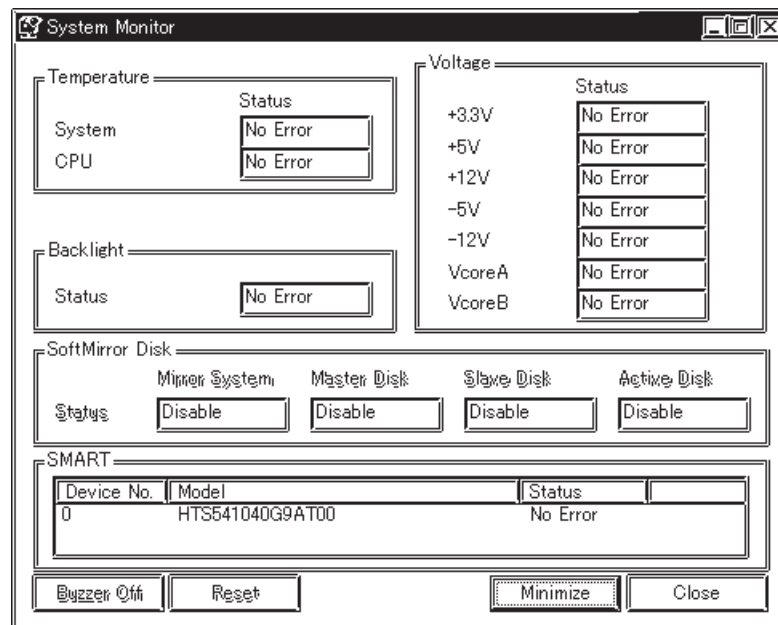 System Monitor
Temperature
Status
System No Error
CPU No Error
Backlight
Status No Error
Voltage
Status
+3.3V No Error
+5V No Error
+12V No Error
-5V No Error
-12V No Error
VcoreA No Error
VcoreB No Error
SoftMirror Disk
Mirror System Master Disk Slave Disk Active Disk
Status Disable Disable Disable Disable
SMART
Device No. Model Status
0 HTS541040G9AT00 No Error
Buzzer Off Reset Minimize Close